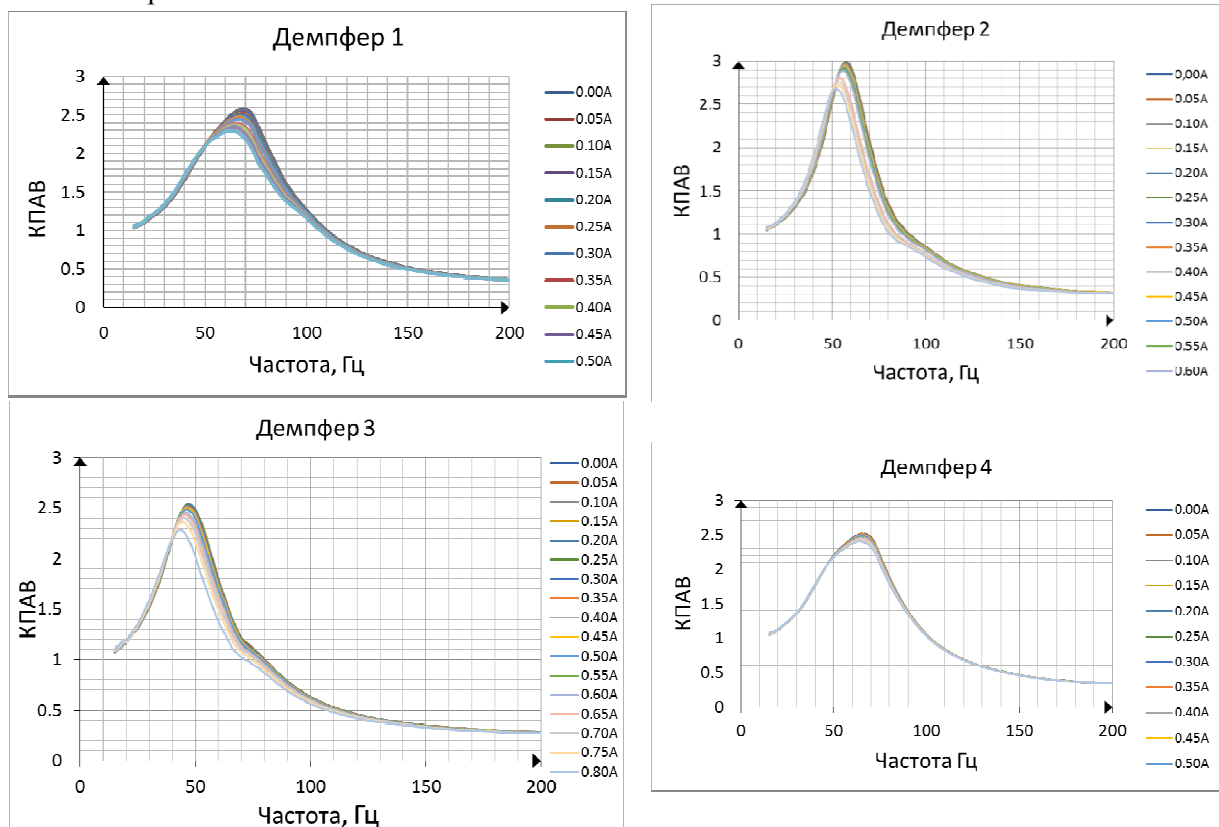 Демпфер 1
3
2.5
2
1.5
1
0.5
0
0
50
100
150
200
КПАВ
Частота, Гц
0.00A
0.05A
0.10A
0.15A
0.20A
0.25A
0.30A
0.35A
0.40A
0.45A
0.50A
Демпфер 2
3
2.5
2
1.5
1
0.5
0
0
50
100
150
200
КПАВ
Частота, Гц
0,00A
0.05A
0.10A
0.15A
0.20A
0.25A
0.30A
0.35A
0.40A
0.45A
0.50A
0.55A
0.60A
Демпфер 3
3
2.5
2
1.5
1
0.5
0
0
50
100
150
200
КПАВ
Частота, Гц
0.00A
0.05A
0.10A
0.15A
0.20A
0.25A
0.30A
0.35A
0.40A
0.45A
0.50A
0.55A
0.60A
0.65A
0.70A
0.75A
0.80A
Демпфер 4
3
2.5
2
1.5
1
0.5
0
0
50
100
150
200
КПАВ
Частота Гц
0.00A
0.05A
0.10A
0.15A
0.20A
0.25A
0.30A
0.35A
0.40A
0.45A
0.50A